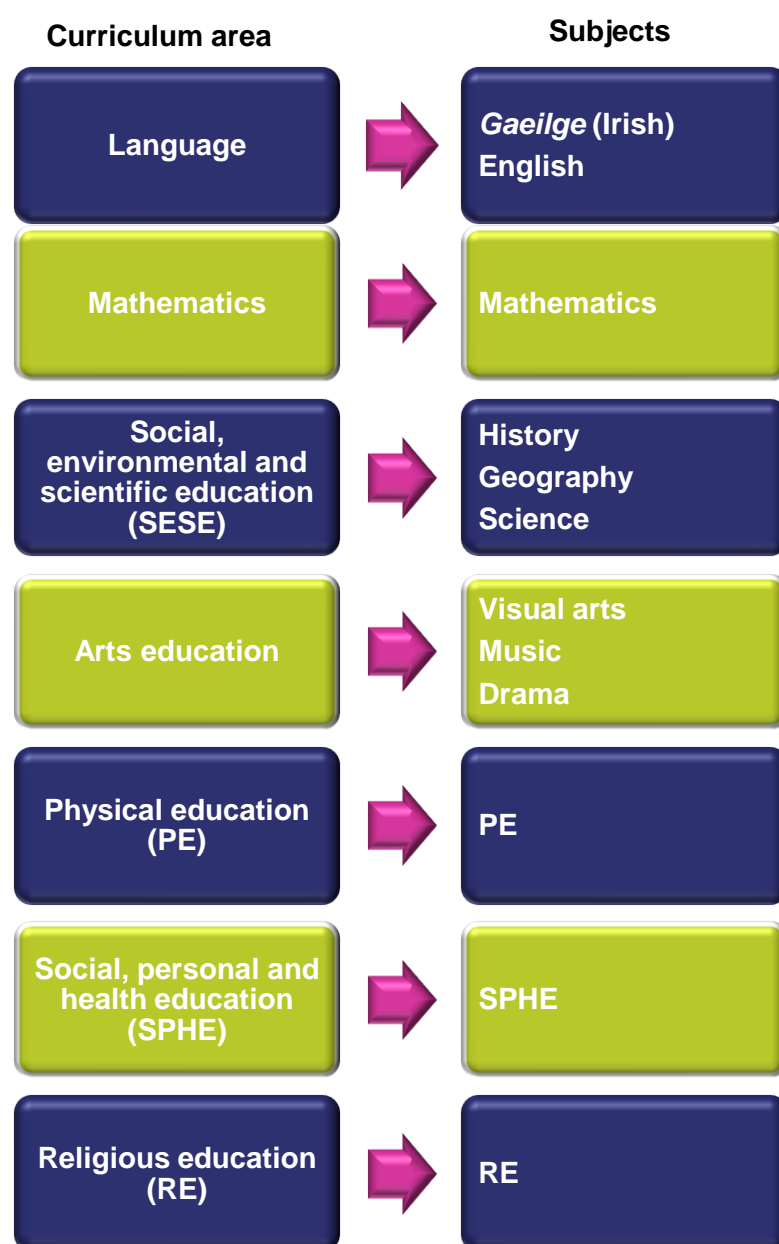 Curriculum area
Subjects
Language
Gaeilge (Irish)
English
Mathematics
Mathematics
Social,
environmental and
scientific education
(SESE)
History
Geography
Science
Arts education
Visual arts
Music
Drama
Physical education
(PE)
PE
Social, personal and
health education
(SPHE)
SPHE
Religious education
(RE)
RE